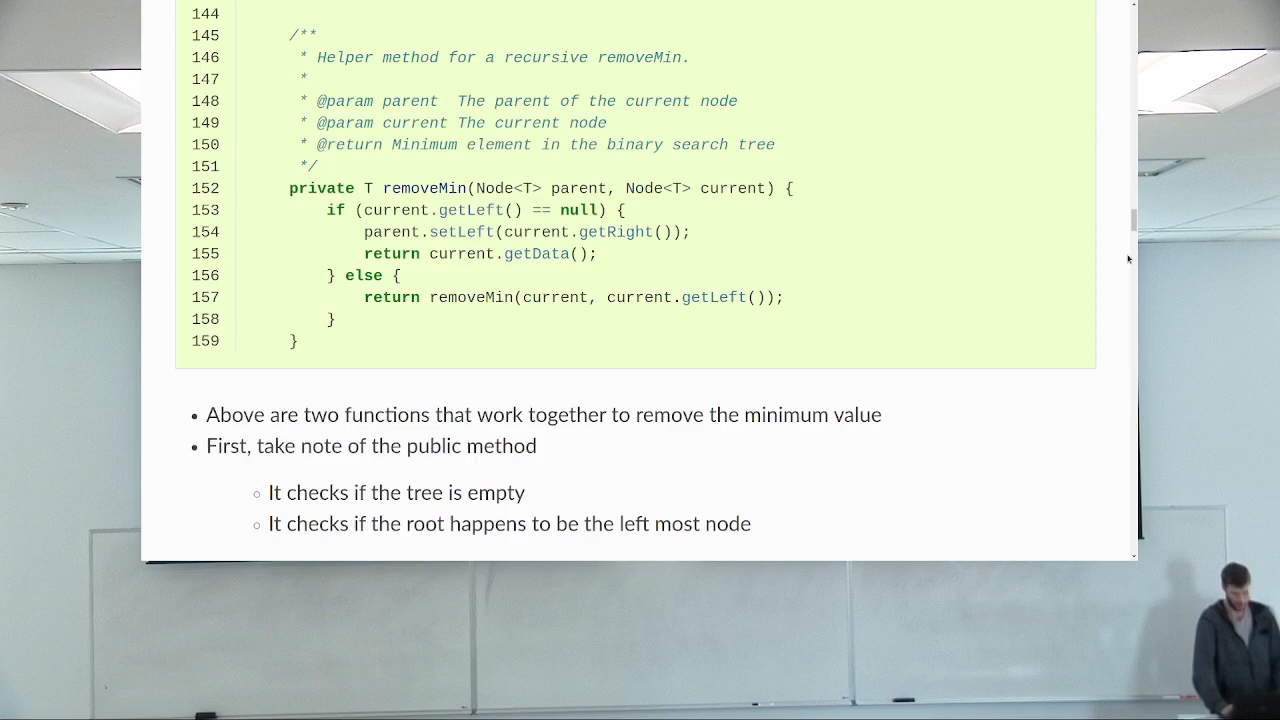 144
145 /**
146 * Helper method for a recursive removeMin.
147 *
148 * @param parent  The parent of the current node
149 * @param current The current node
150 * @return Minimum element in the binary search tree
151 */
152 private T removeMin(Node<T> parent, Node<T> current) {
153 if (current.getLeft() == null) {
154 parent.setLeft(current.getRight());
155 return current.getData();
156 } else {
157 return removeMin(current, current.getLeft());
158 }
159 }
• Above are two functions that work together to remove the minimum value
• First, take note of the public method
◦ It checks if the tree is empty
◦ It checks if the root happens to be the left most node